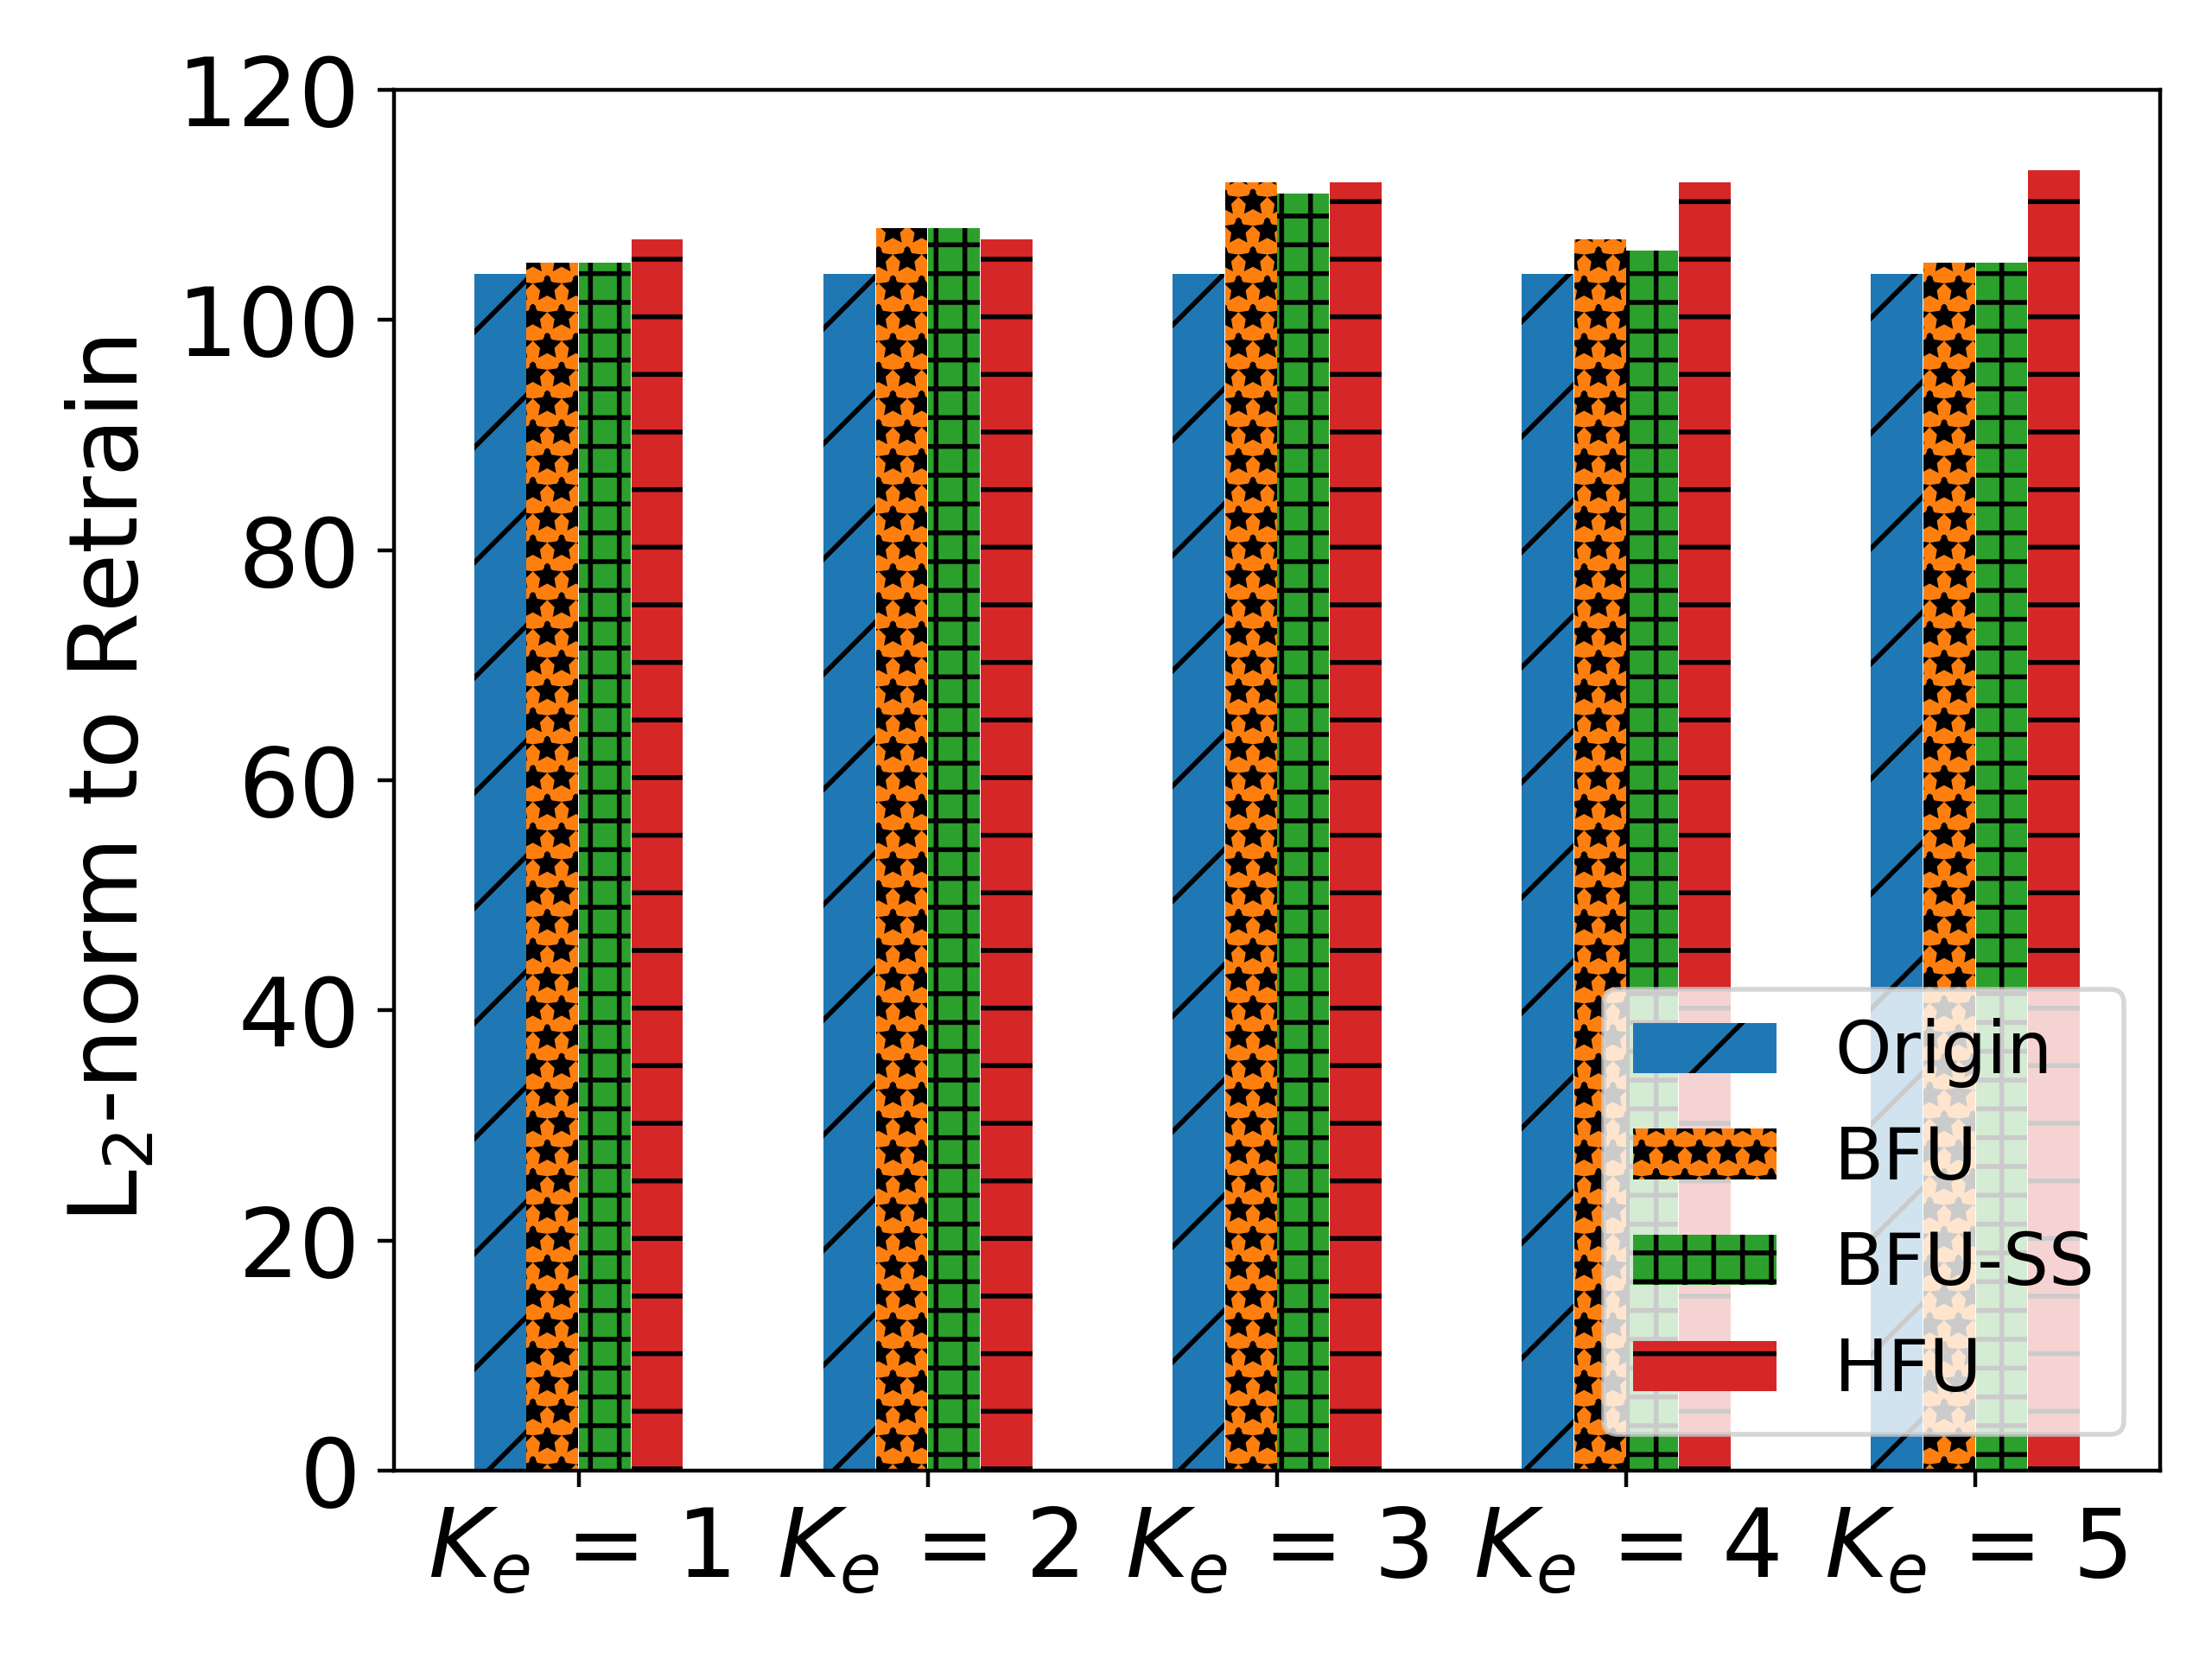 L₂-norm to Retrain
120
100
80
60
40
20
0
Kₑ = 1 Kₑ = 2 Kₑ = 3 Kₑ = 4 Kₑ = 5
Origin
BFU
BFU-SS
HFU